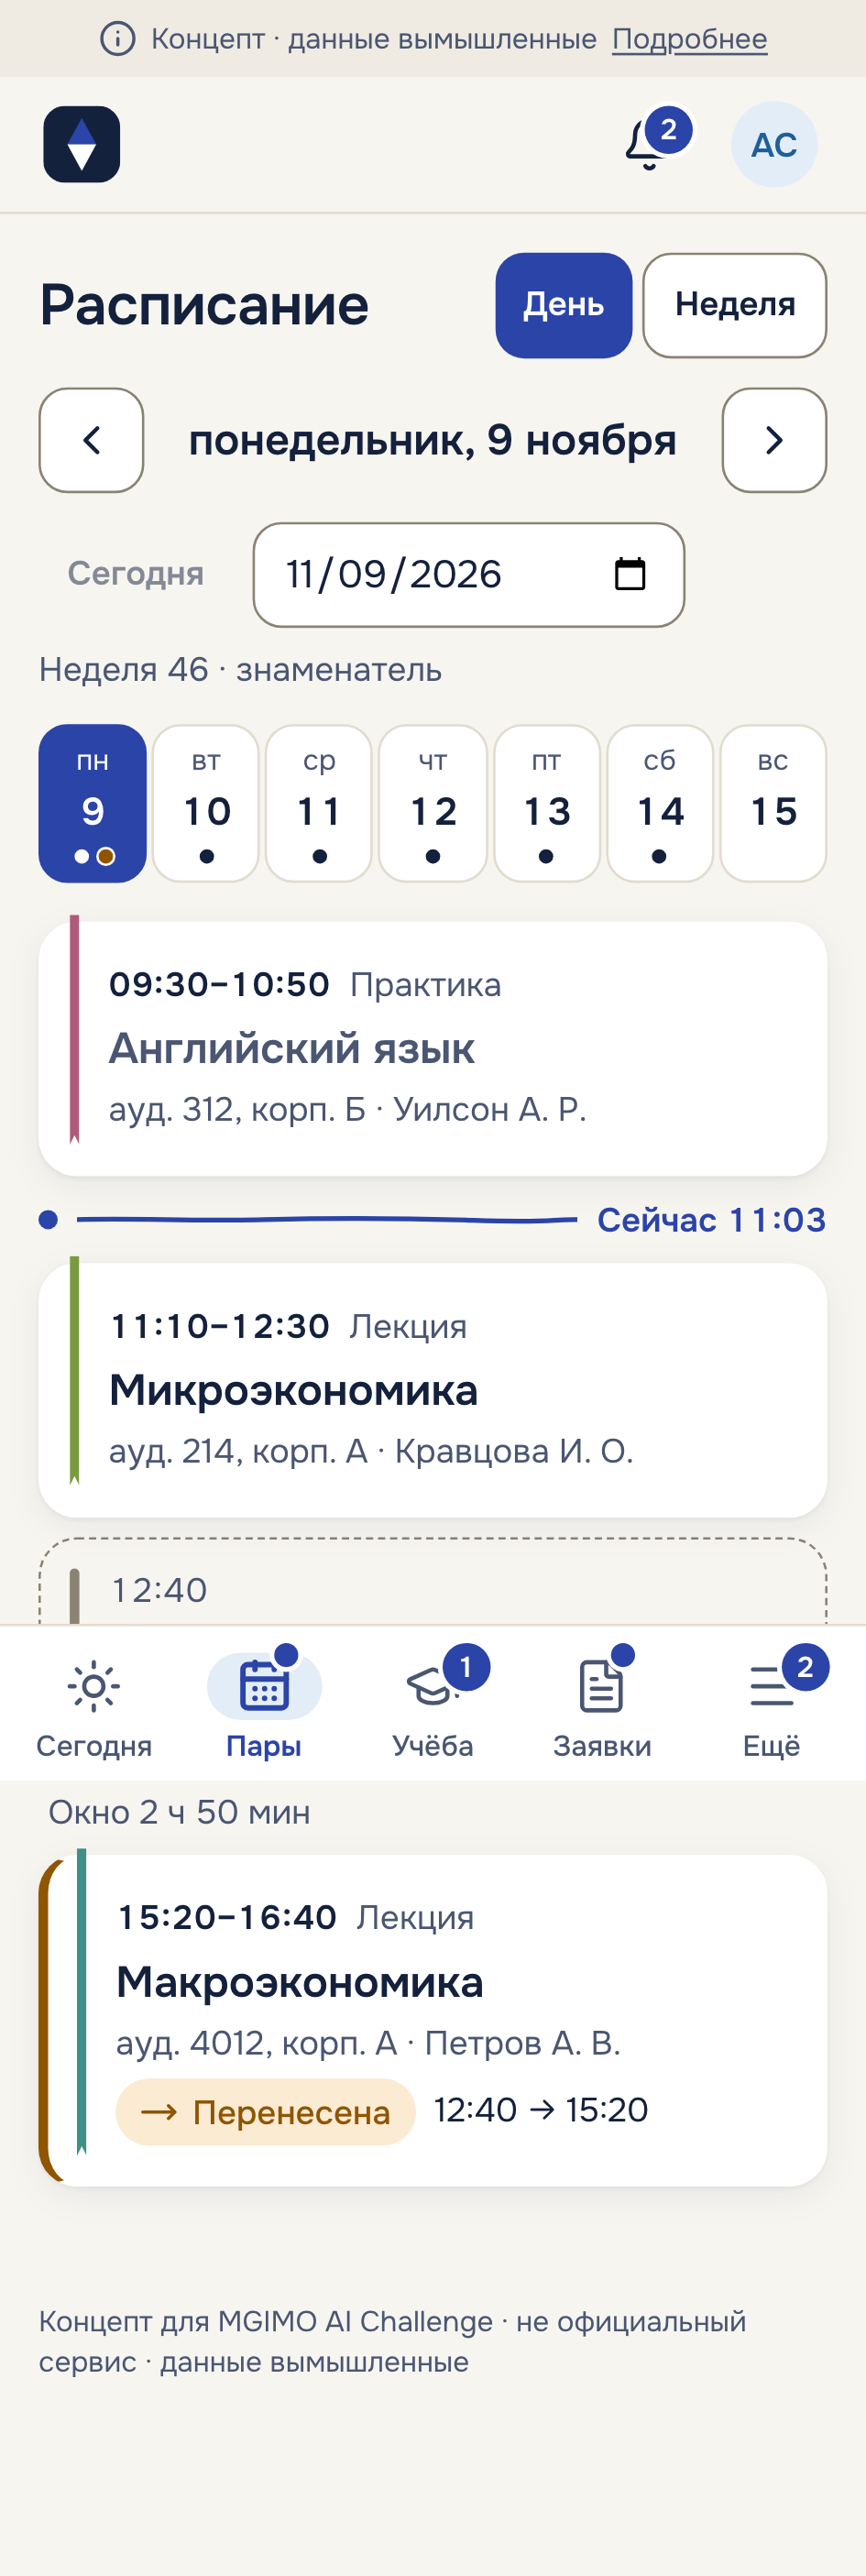 Концепт · данные вымышленные Подробнее
2
АС
Расписание
День
Неделя
понедельник, 9 ноября
Сегодня
11/09/2026
Неделя 46 · знаменатель
пн вт ср чт пт сб вс
9 10 11 12 13 14 15
09:30–10:50 Практика
Английский язык
ауд. 312, корп. Б · Уилсон А. Р.
Сейчас 11:03
11:10–12:30 Лекция
Микроэкономика
ауд. 214, корп. А · Кравцова И. О.
12:40
1
2
Сегодня Пары Учёба Заявки Ещё
Окно 2 ч 50 мин
15:20–16:40 Лекция
Макроэкономика
ауд. 4012, корп. А · Петров А. В.
→ Перенесена 12:40 → 15:20
Концепт для MGIMO AI Challenge · не официальный
сервис · данные вымышленные